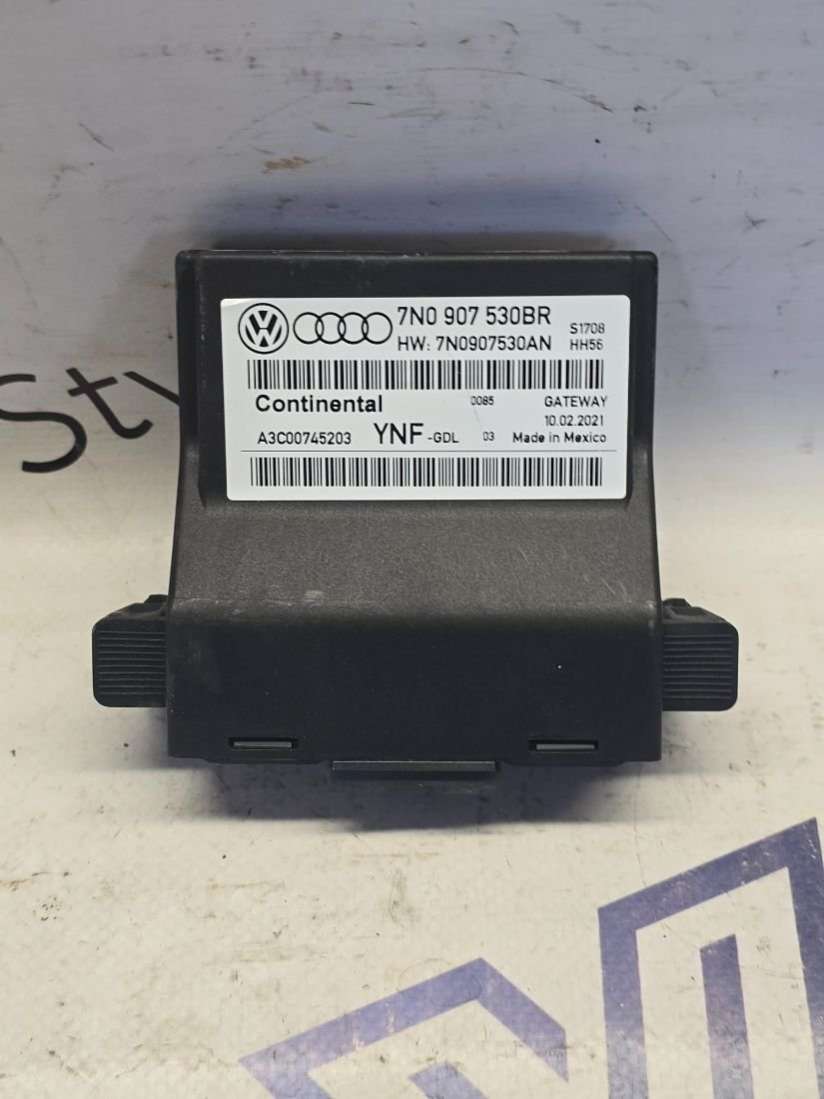 7N0 907 530BR
HW: 7N0907530AN
S1708
HH56
Continental
0085
GATEWAY
10.02.2021
A3C00745203
YNF-GDL
03
Made in Mexico
Sty